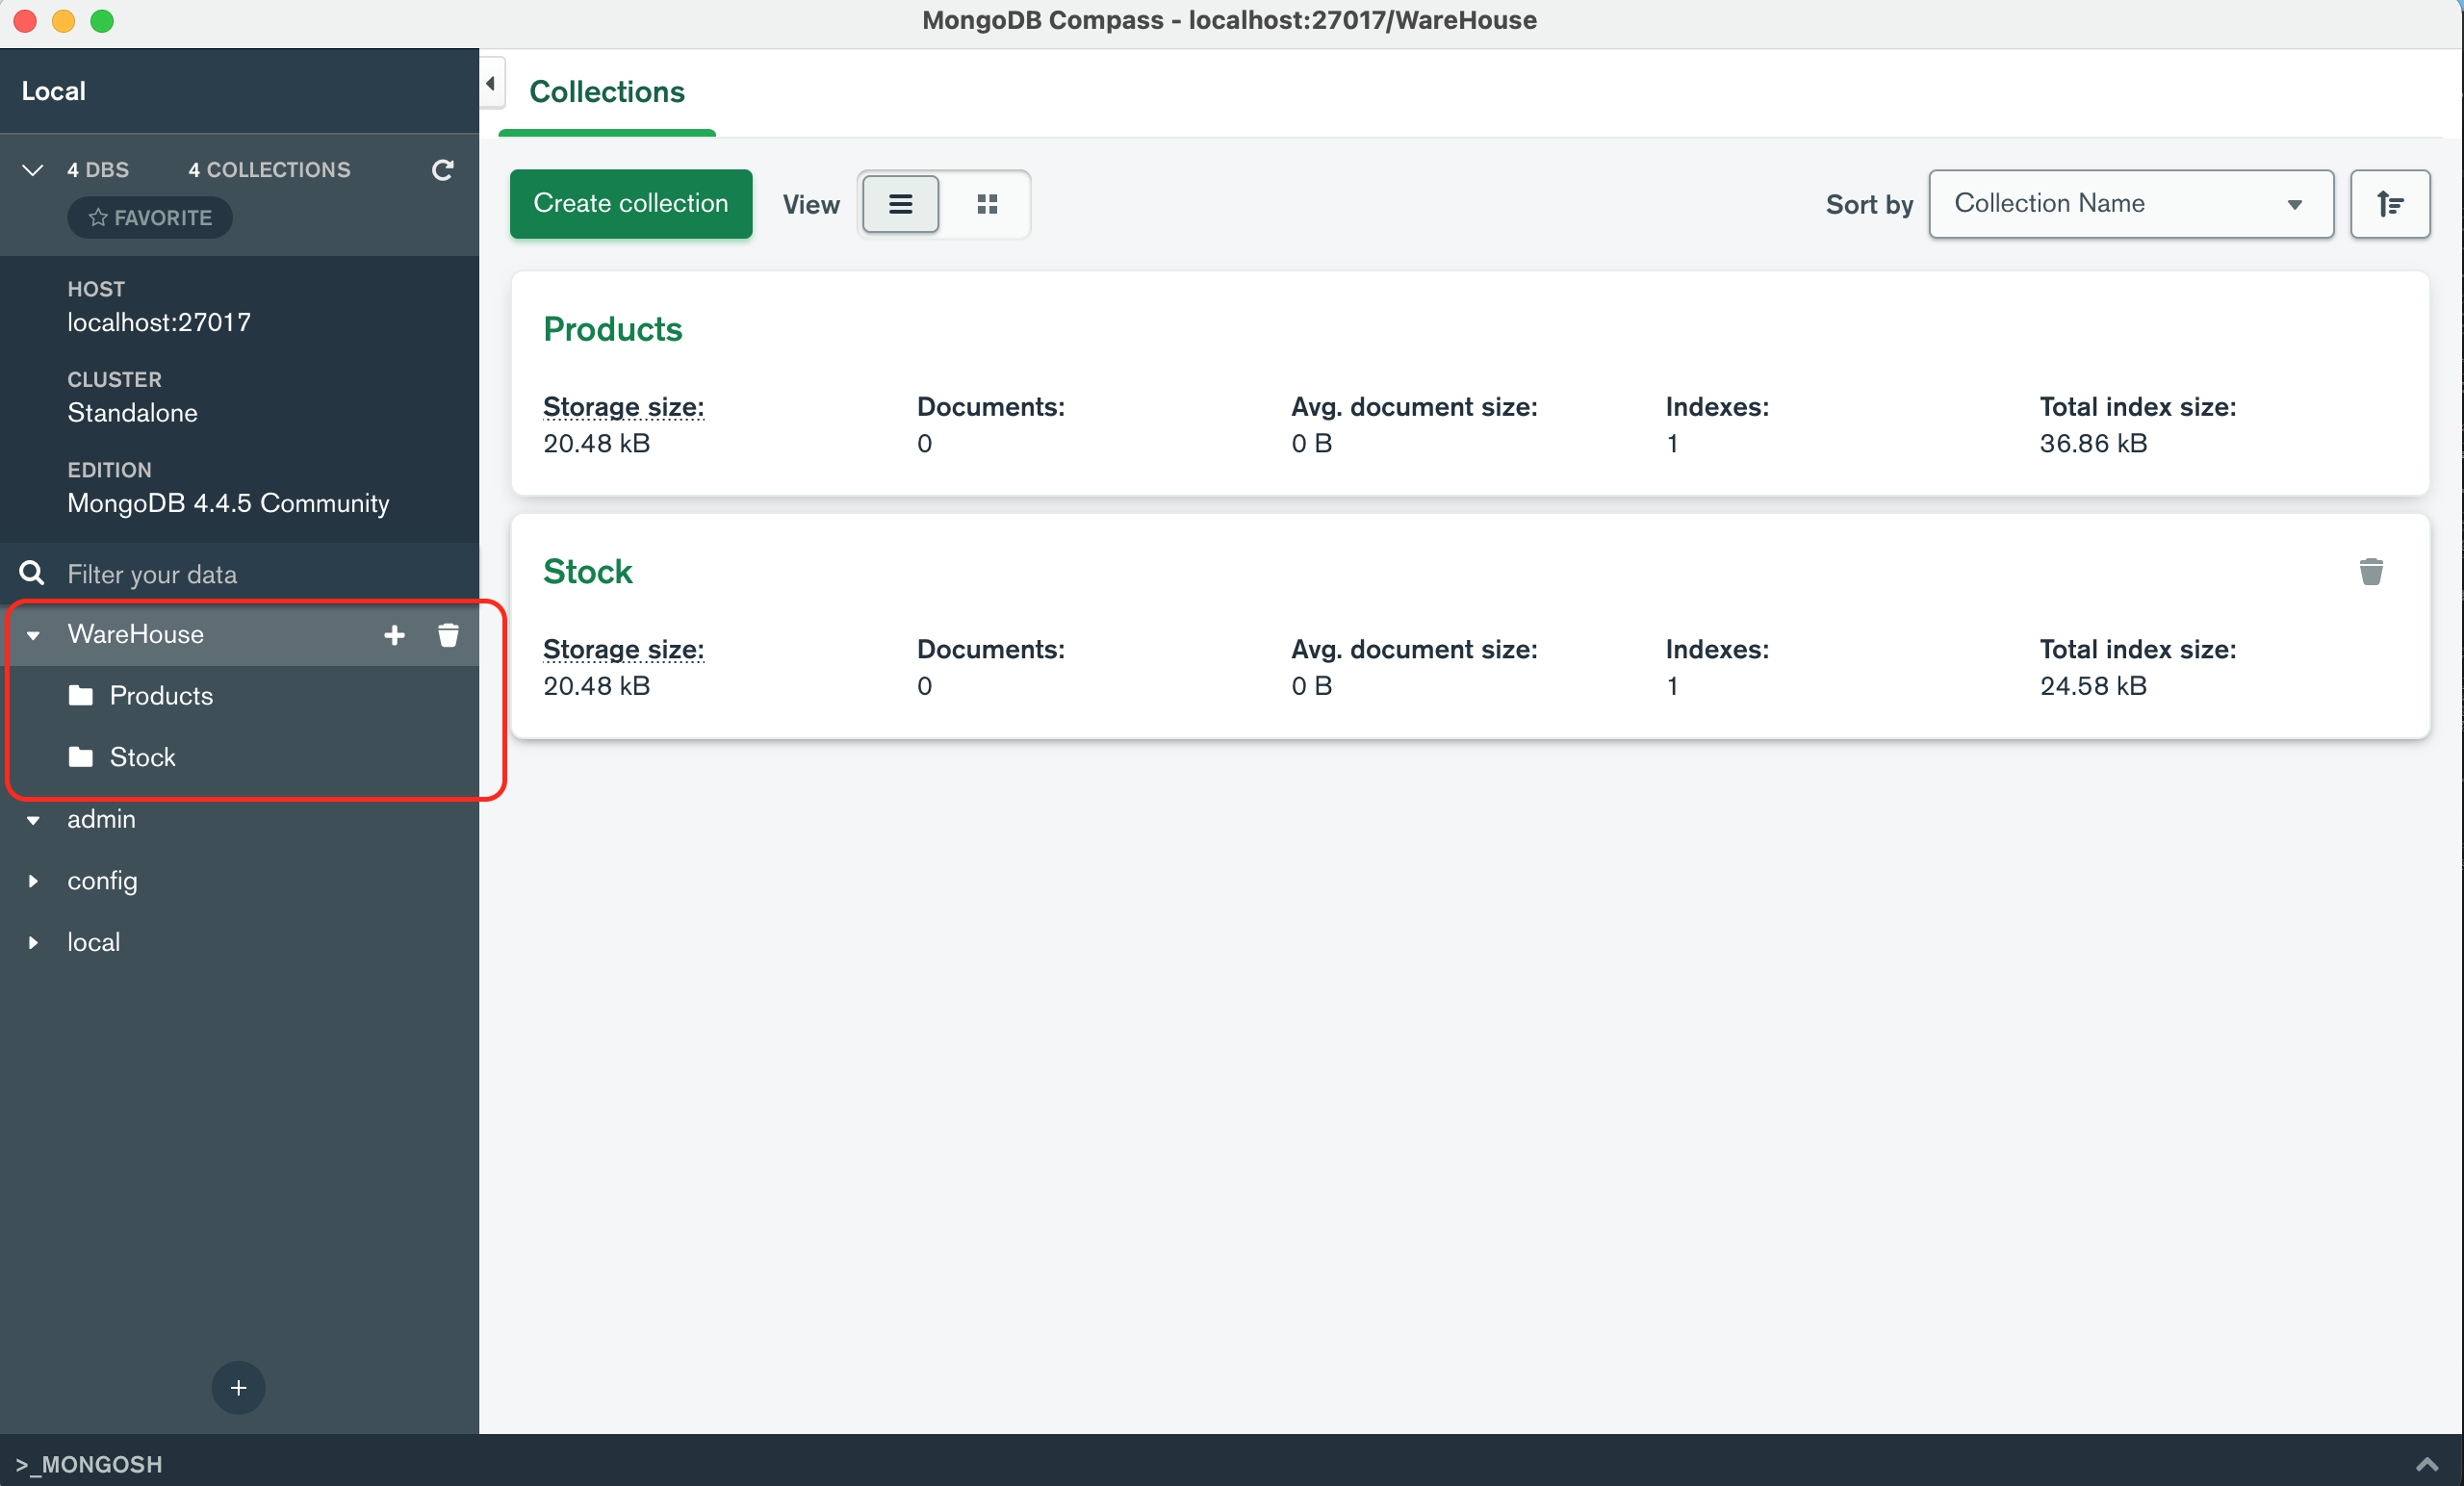 MongoDB Compass - localhost:27017/WareHouse
Local
4 DBS 4 COLLECTIONS
FAVORITE
HOST
localhost:27017
CLUSTER
Standalone
EDITION
MongoDB 4.4.5 Community
Filter your data
WareHouse
Products
Stock
admin
config
local
+
>_MONGOSH
Collections
Create collection View Sort by Collection Name
Products
Storage size: Documents: Avg. document size: Indexes: Total index size:
20.48 kB 0 0 B 1 36.86 kB
Stock
Storage size: Documents: Avg. document size: Indexes: Total index size:
20.48 kB 0 0 B 1 24.58 kB